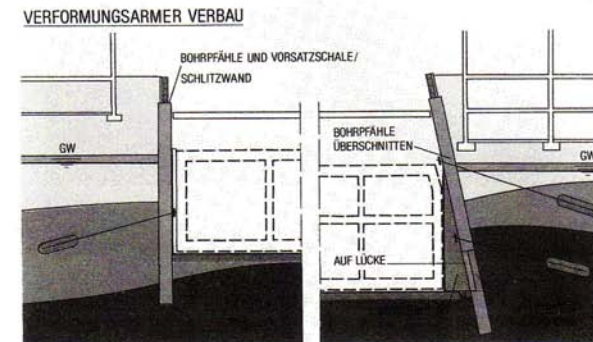 VERFORMUNGSARMER VERBAU
BOHRPFÄHLE UND VORSATZSCHALE/
SCHLITZWAND
GW
BOHRPFÄHLE
ÜBERSCHNITTEN
GW
AUF LÜCKE